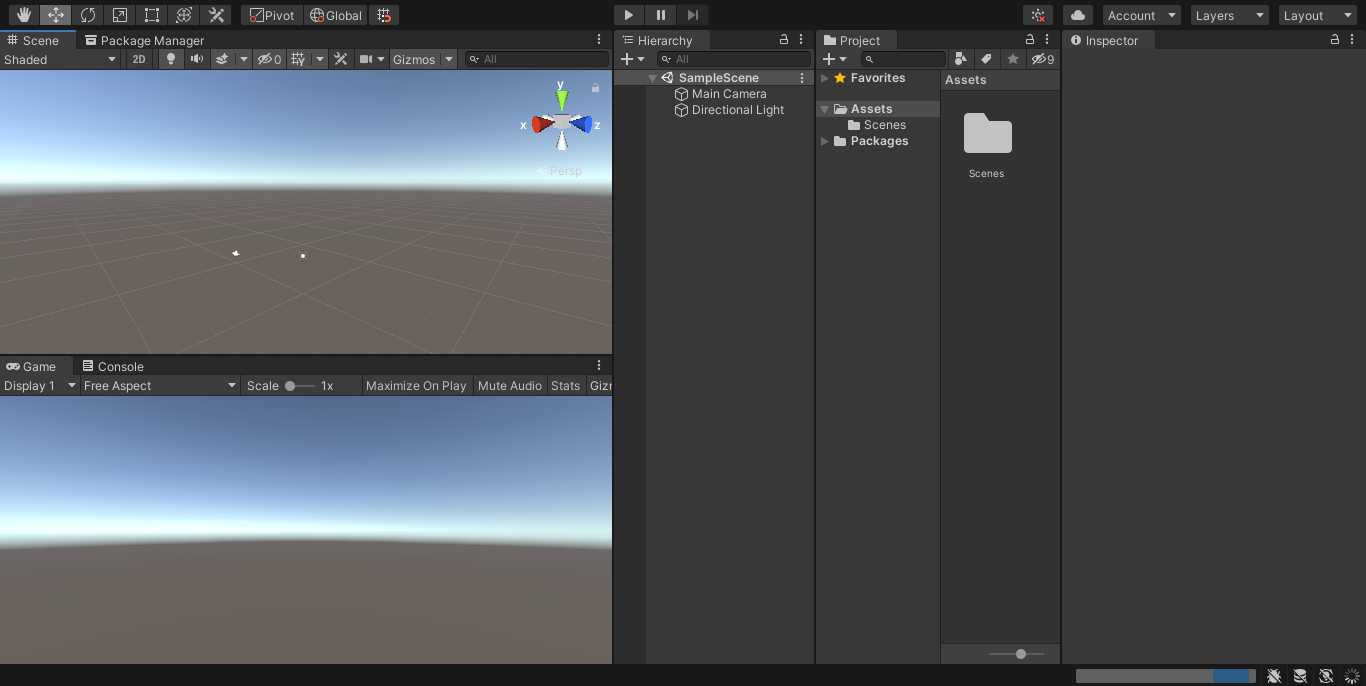 Pivot Global Account Layers Layout
Scene Package Manager
Shaded 2D 0 Gizmos All
y
x z
Persp
Game Console
Display 1 Free Aspect Scale 1x Maximize On Play Mute Audio Stats Giz
Hierarchy
All
SampleScene
Main Camera
Directional Light
Project
9
Favorites
Assets
Scenes
Packages
Assets
Scenes
Inspector